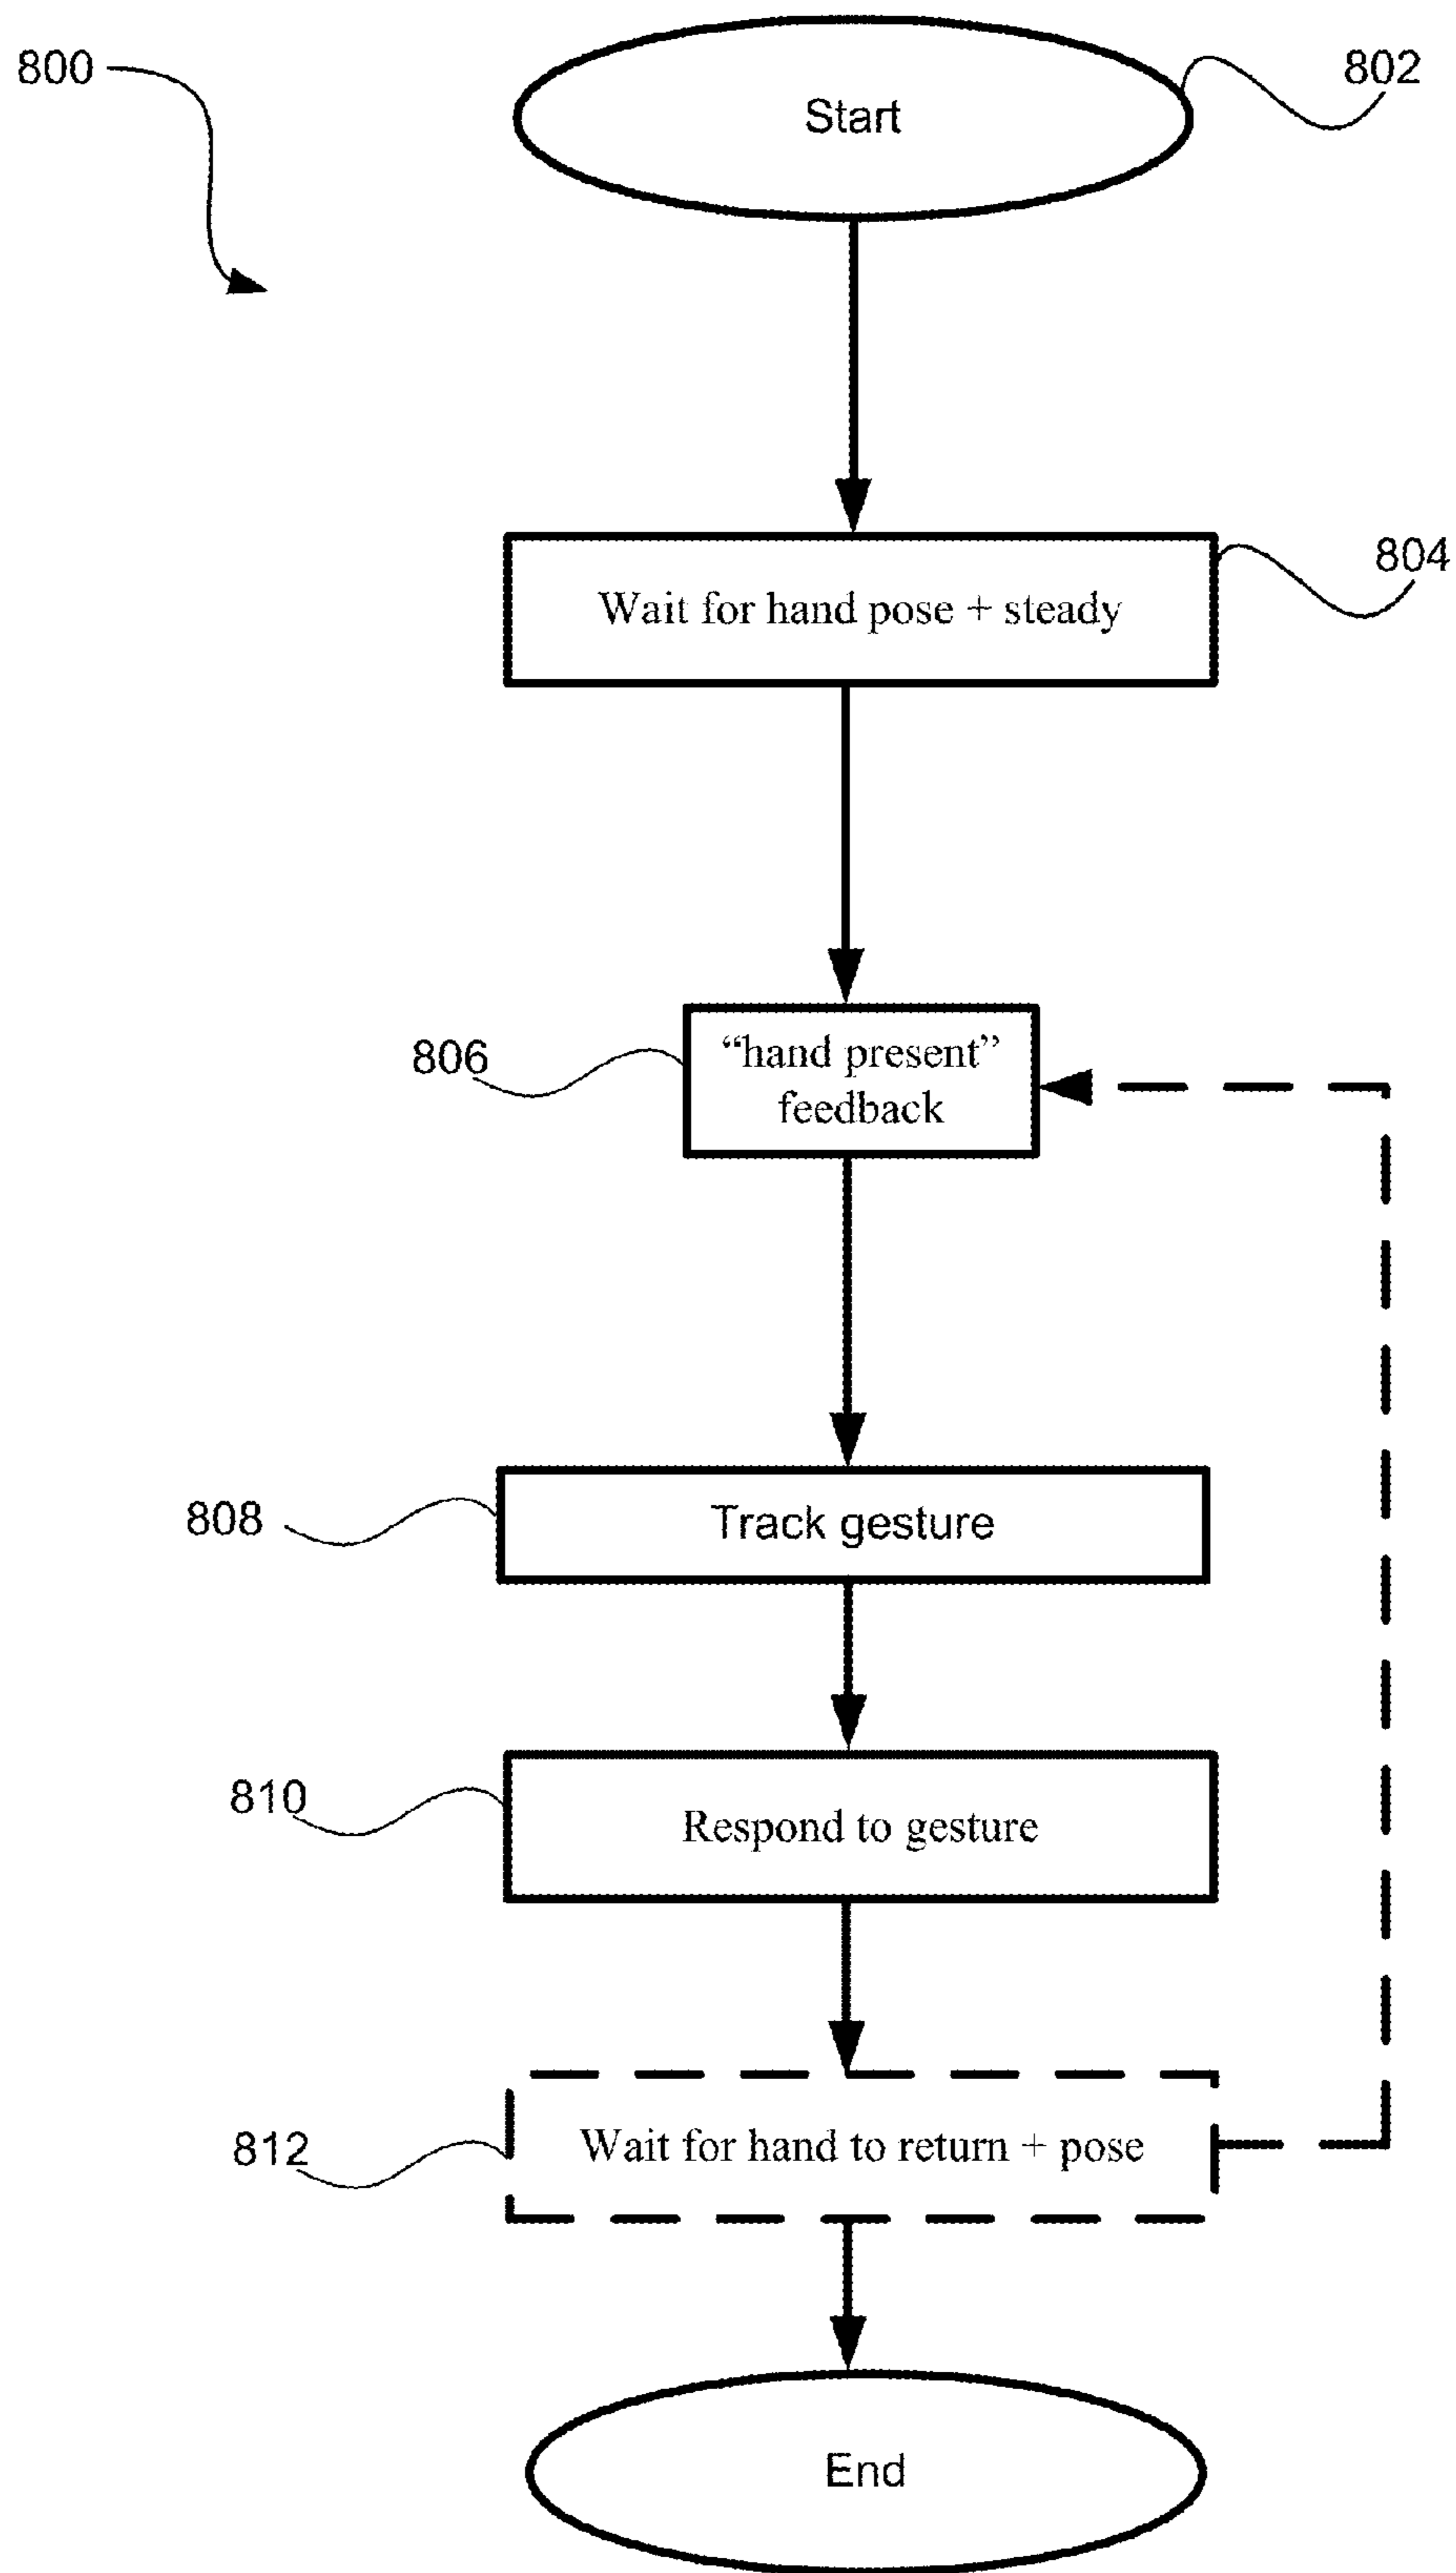 800
802
Start
804
Wait for hand pose + steady
806
“hand present”
feedback
808
Track gesture
810
Respond to gesture
812
Wait for hand to return + pose
End